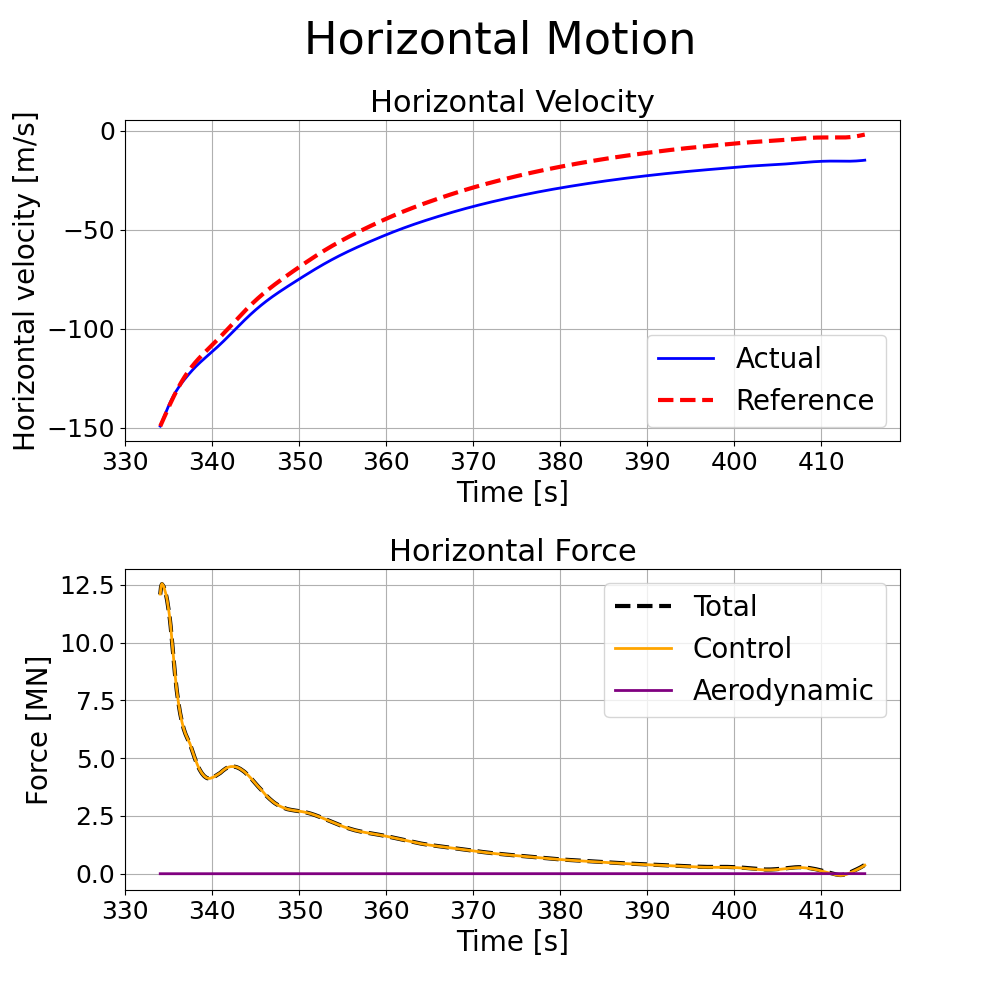 Horizontal Motion
Horizontal Velocity
Horizontal velocity [m/s]
0
−50
−100
−150
330 340 350 360 370 380 390 400 410
Time [s]
Actual
Reference
Horizontal Force
Force [MN]
12.5
10.0
7.5
5.0
2.5
0.0
330 340 350 360 370 380 390 400 410
Time [s]
Total
Control
Aerodynamic